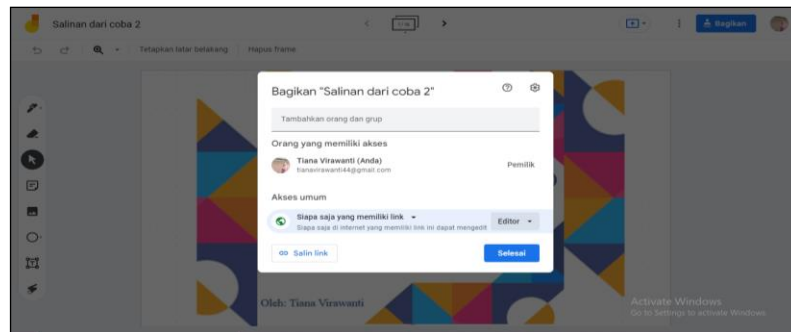 Salinan dari coba 2
Bagikan
Tetapkan latar belakang
Hapus frame
Bagikan "Salinan dari coba 2"
Tambahkan orang dan grup
Orang yang memiliki akses
Tiana Virawanti (Anda)
tianavirawanti44@gmail.com
Pemilik
Akses umum
Siapa saja yang memiliki link
Siapa saja di internet yang memiliki link ini dapat mengedit
Editor
Salin link
Selesai
Oleh: Tiana Virawanti
Activate Windows
Go to Settings to activate Windows.